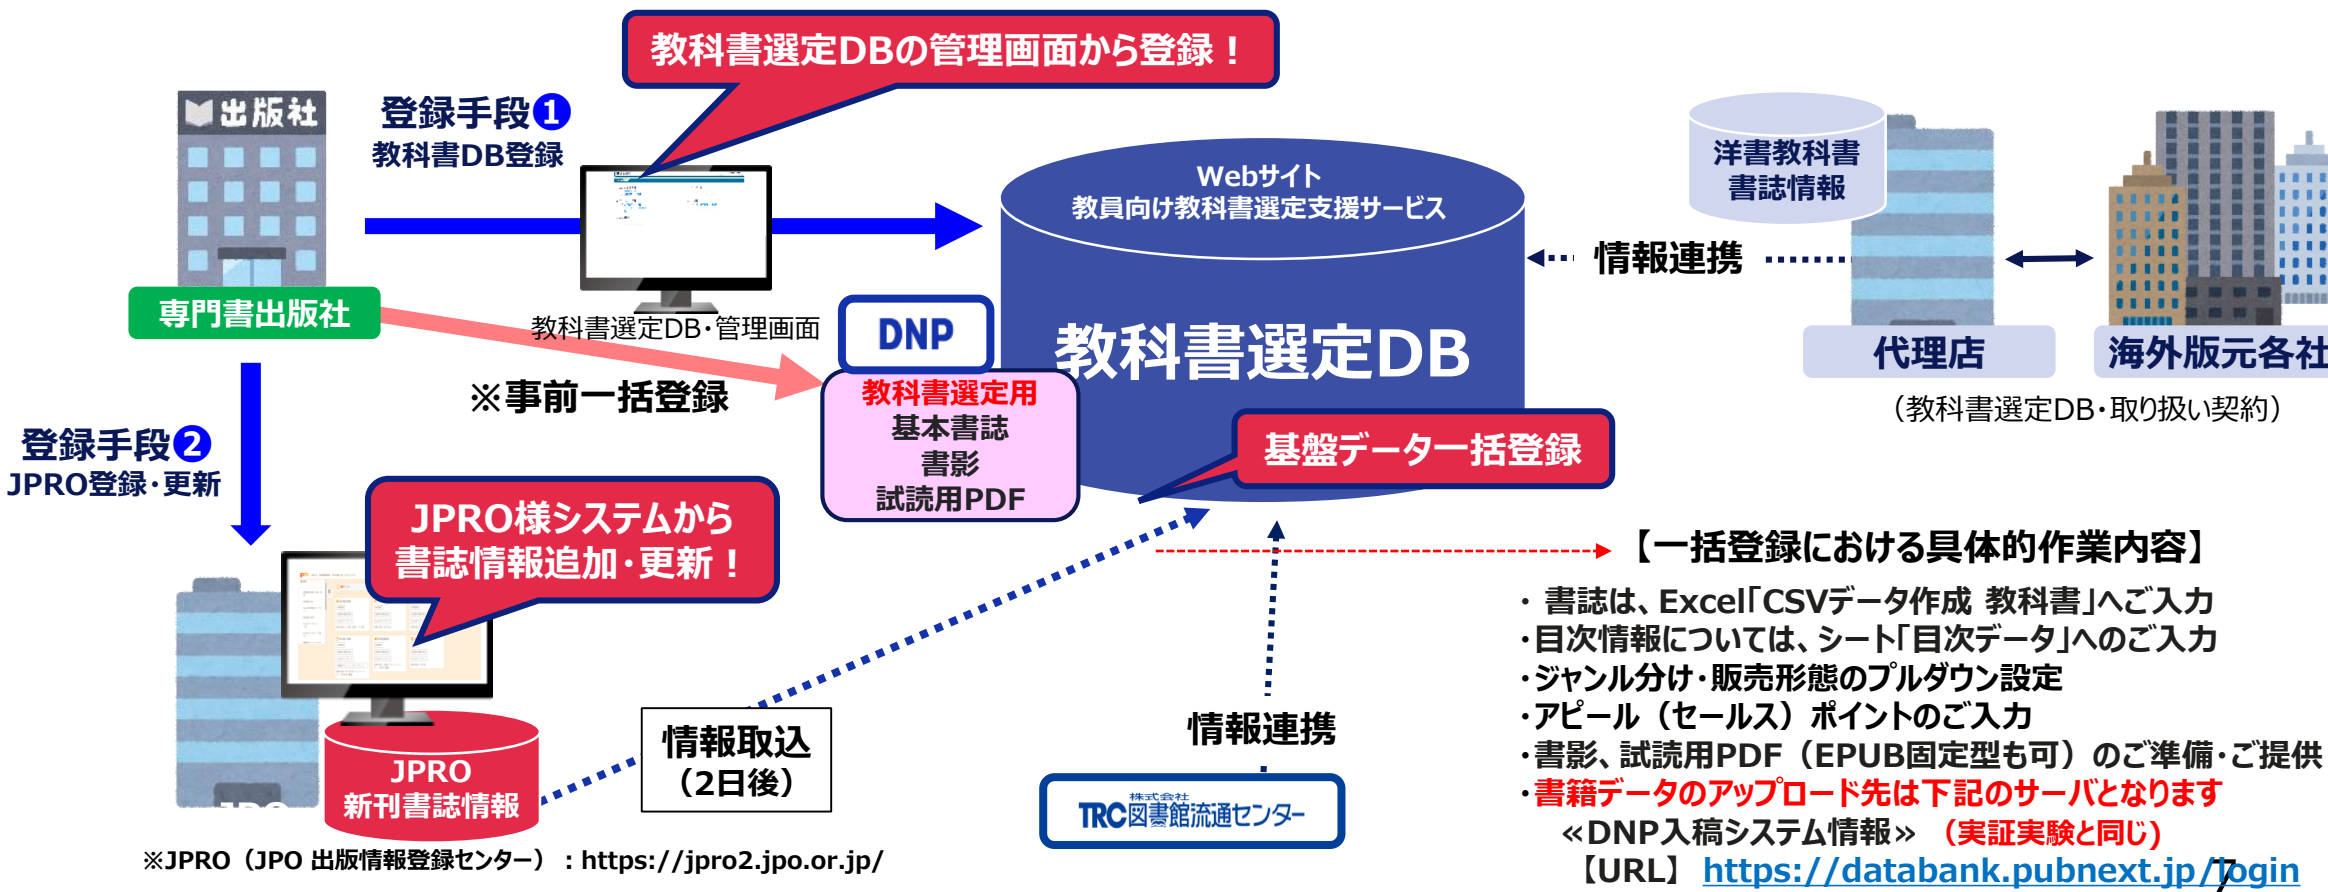 教科書選定DBの管理画面から登録！
出版社
登録手段❶
教科書DB登録
専門書出版社
教科書選定DB・管理画面
※事前一括登録
Webサイト
教員向け教科書選定支援サービス
教科書選定DB
DNP
教科書選定用
基本書誌
書影
試読用PDF
基盤データ一括登録
洋書教科書
書誌情報
情報連携
代理店
海外版元各社
（教科書選定DB・取り扱い契約）
登録手段❷
JPRO登録・更新
JPRO様システムから
書誌情報追加・更新！
JPO
JPRO
新刊書誌情報
情報取込
（2日後）
情報連携
株式会社
TRC図書館流通センター
※JPRO（JPO 出版情報登録センター）：https://jpro2.jpo.or.jp/
【一括登録における具体的作業内容】
・ 書誌は、Excel「CSVデータ作成 教科書」へご入力
・目次情報については、シート「目次データ」へのご入力
・ジャンル分け・販売形態のプルダウン設定
・アピール（セールス）ポイントのご入力
・書影、試読用PDF（EPUB固定型も可）のご準備・ご提供
・書籍データのアップロード先は下記のサーバとなります
≪DNP入稿システム情報≫ （実証実験と同じ)
【URL】 https://databank.pubnext.jp/login
7